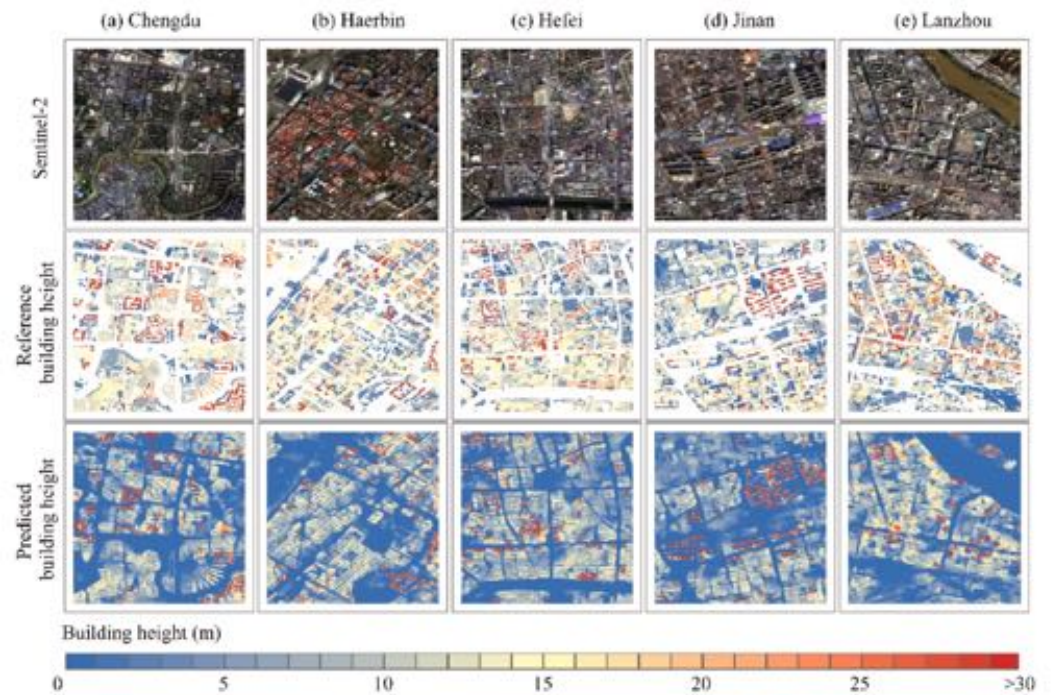 (a) Chengdu (b) Haerbin (c) Hefei (d) Jinan (e) Lanzhou
Sentinel-2
Reference
building height
Predicted
building height
Building height (m)
0 5 10 15 20 25 >30